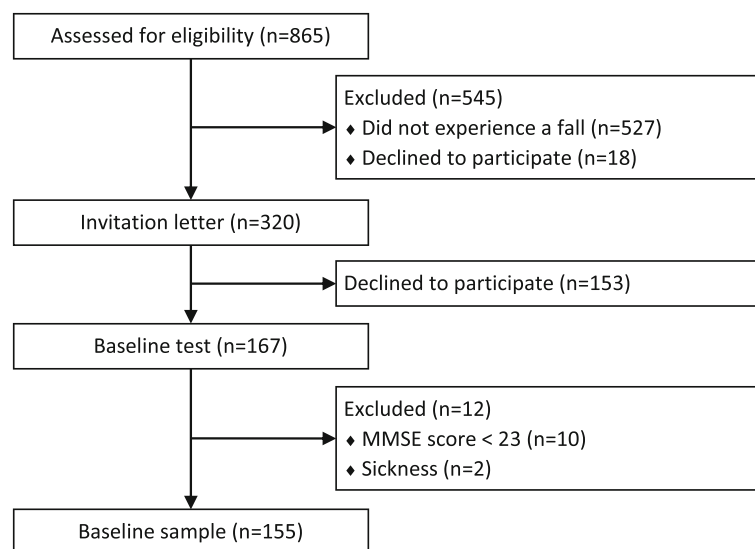 Assessed for eligibility (n=865)
Excluded (n=545)
♦ Did not experience a fall (n=527)
♦ Declined to participate (n=18)
Invitation letter (n=320)
Declined to participate (n=153)
Baseline test (n=167)
Excluded (n=12)
♦ MMSE score < 23 (n=10)
♦ Sickness (n=2)
Baseline sample (n=155)